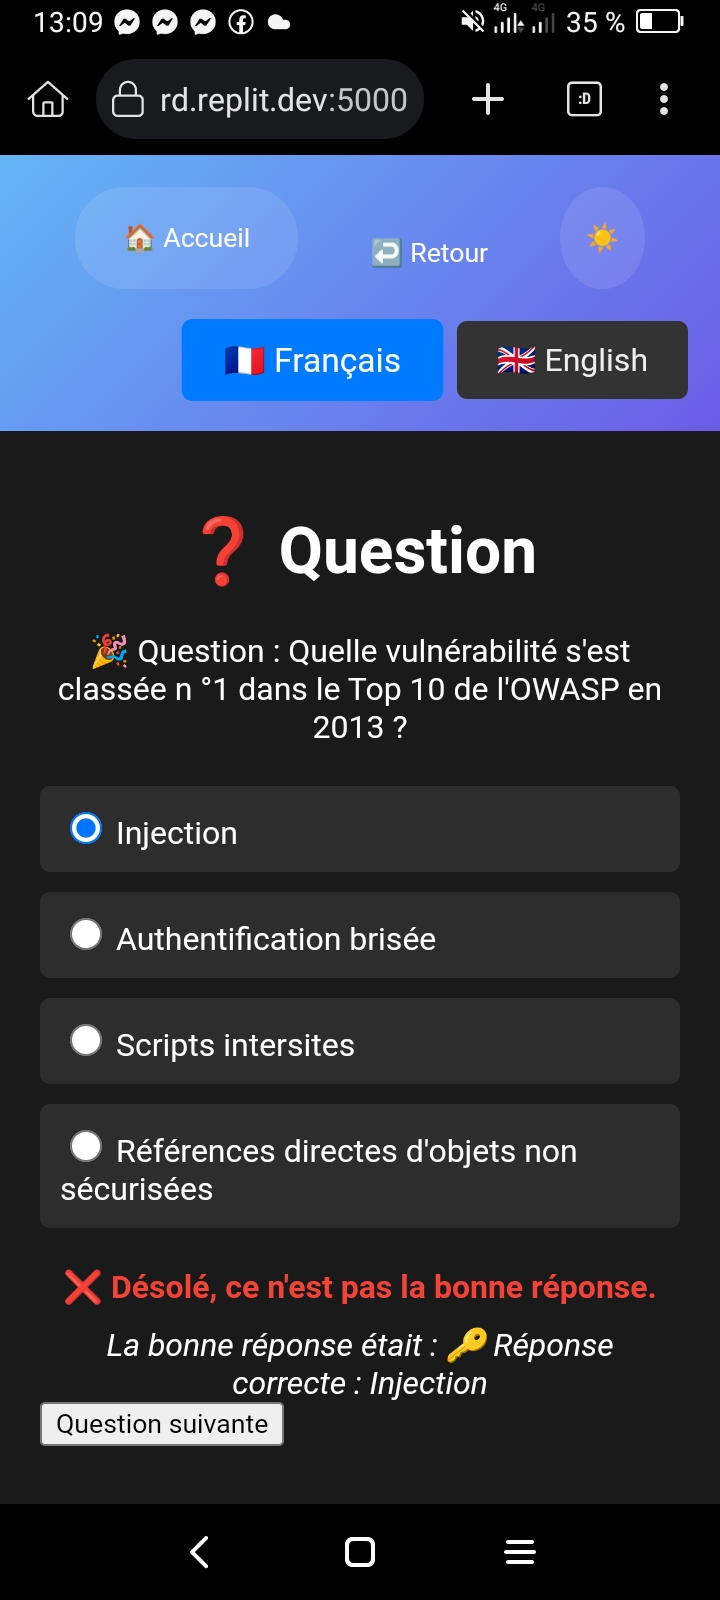 13:09 4G 4G 35 %
rd.replit.dev:5000 :D
🏠 Accueil
↩️ Retour
☀️
🇫🇷 Français 🇬🇧 English
❓ Question
🎉 Question : Quelle vulnérabilité s'est
classée n °1 dans le Top 10 de l'OWASP en
2013 ?
Injection
Authentification brisée
Scripts intersites
Références directes d'objets non
sécurisées
❌ Désolé, ce n'est pas la bonne réponse.
La bonne réponse était : 🔑 Réponse
correcte : Injection
Question suivante